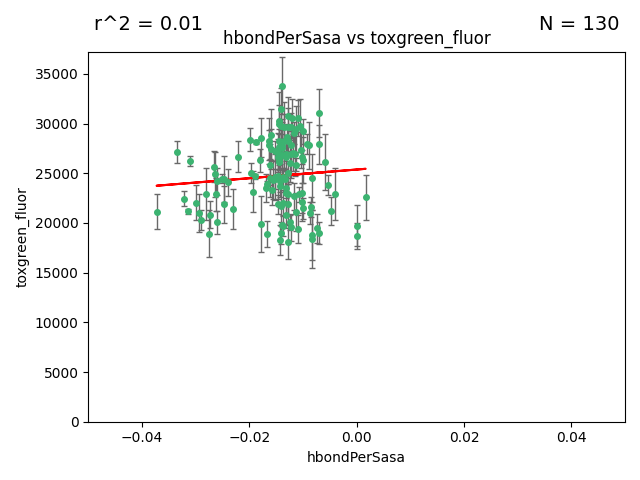 r^2 = 0.01
N = 130
hbondPerSasa vs toxgreen_fluor
toxgreen_fluor
35000
30000
25000
20000
15000
10000
5000
0
−0.04
−0.02
0.00
0.02
0.04
hbondPerSasa